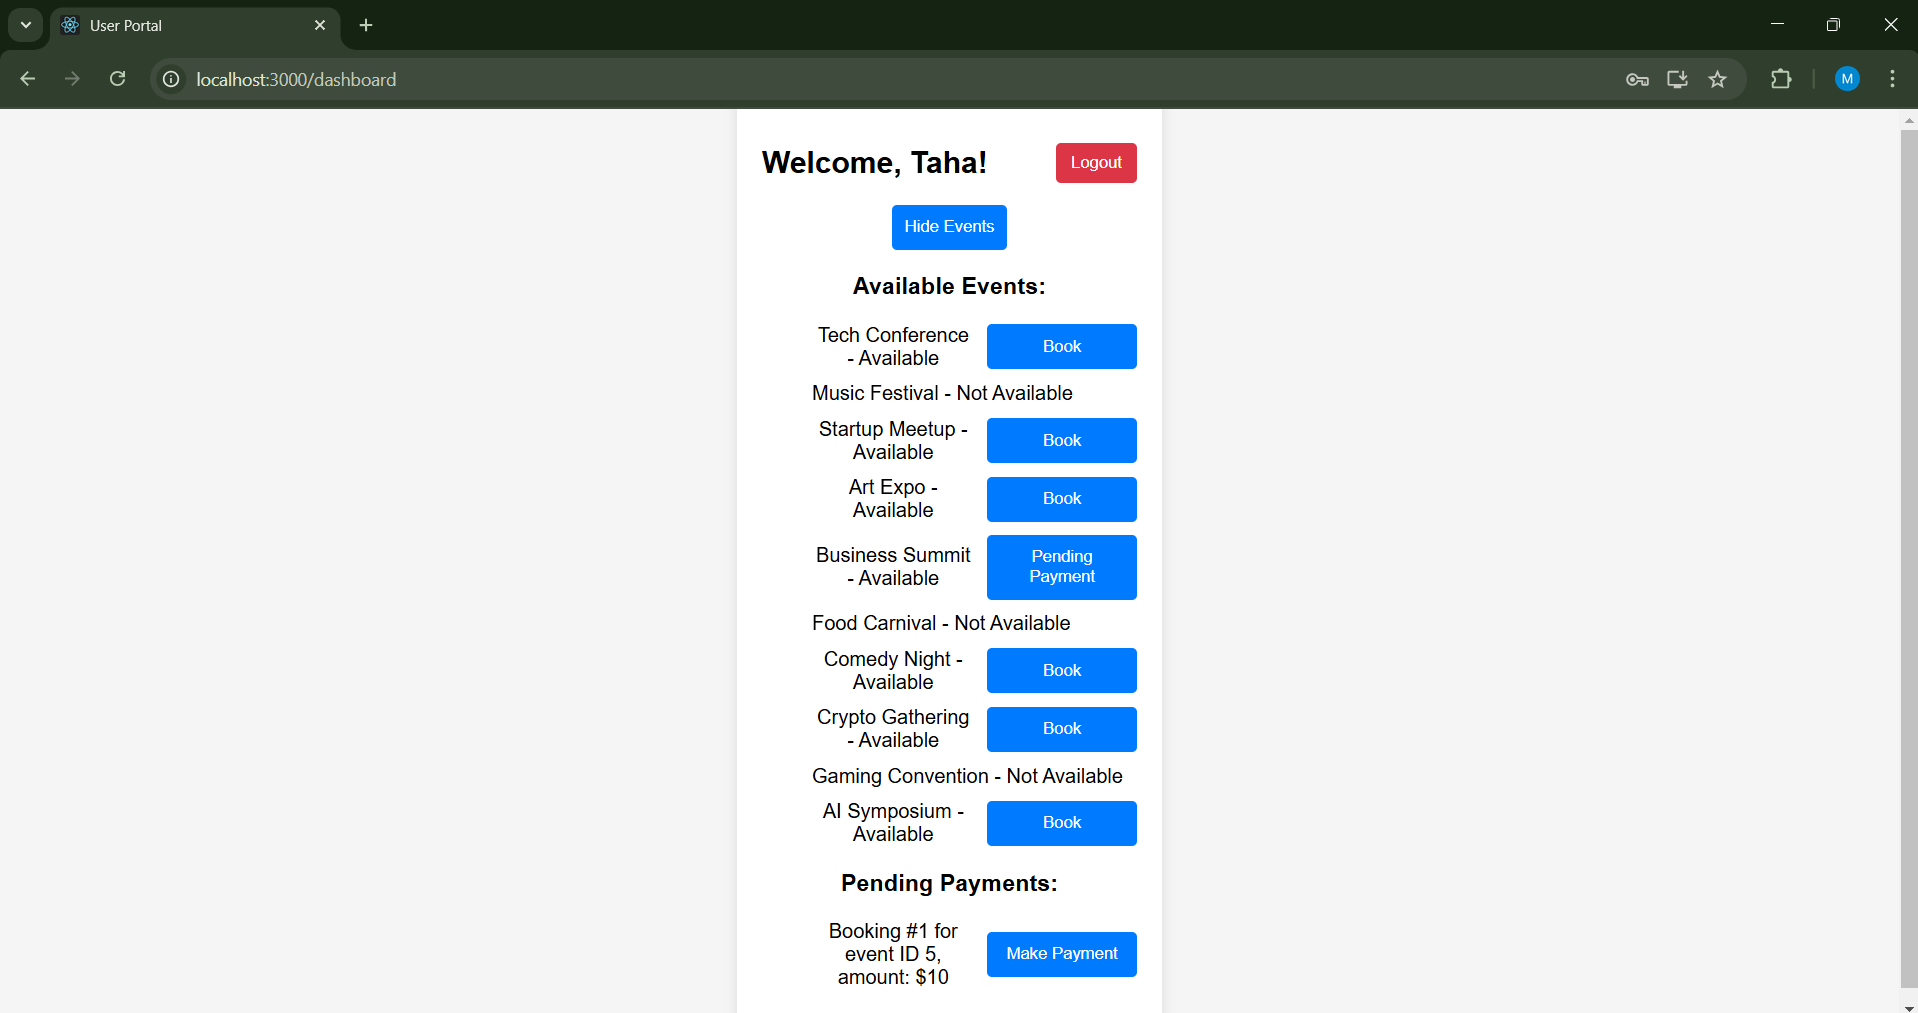 User Portal
localhost:3000/dashboard
M
Welcome, Taha!
Logout
Hide Events
Available Events:
Tech Conference
- Available
Book
Music Festival - Not Available
Startup Meetup -
Available
Book
Art Expo -
Available
Book
Business Summit
- Available
Pending
Payment
Food Carnival - Not Available
Comedy Night -
Available
Book
Crypto Gathering
- Available
Book
Gaming Convention - Not Available
AI Symposium -
Available
Book
Pending Payments:
Booking #1 for
event ID 5,
amount: $10
Make Payment